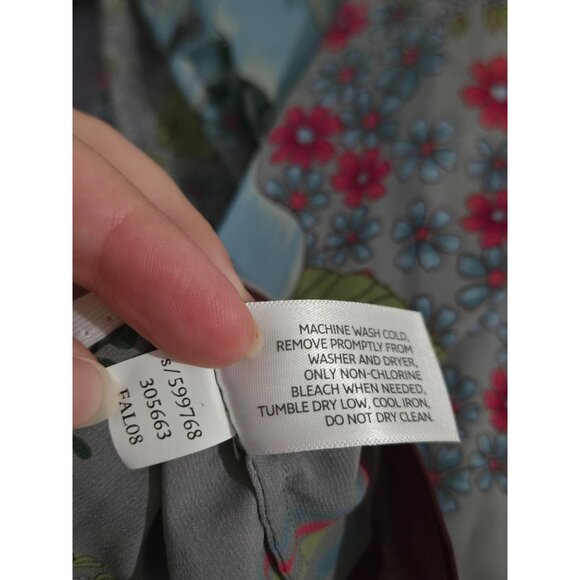 MACHINE WASH COLD,
REMOVE PROMPTLY FROM
WASHER AND DRYER,
ONLY NON-CHLORINE
BLEACH WHEN NEEDED,
TUMBLE DRY LOW, COOL IRON,
DO NOT DRY CLEAN.
s/599768
305663
FAL08